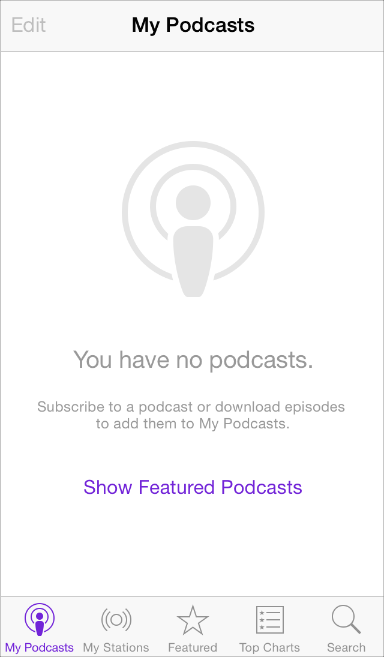 Edit
My Podcasts
You have no podcasts.
Subscribe to a podcast or download episodes
to add them to My Podcasts.
Show Featured Podcasts
My Podcasts
My Stations
Featured
Top Charts
Search